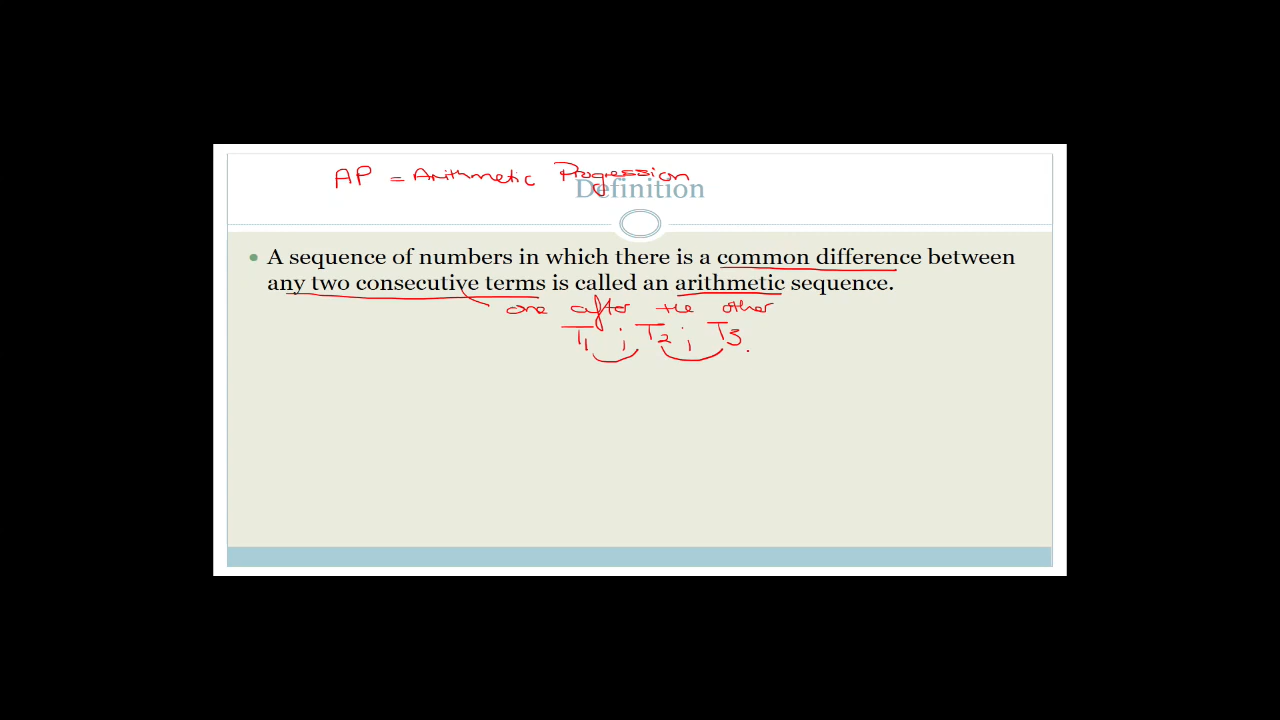 AP = Arithmetic Progression
Definition
• A sequence of numbers in which there is a common difference between
any two consecutive terms is called an arithmetic sequence.
one after the other
T1 ; T2 ; T3